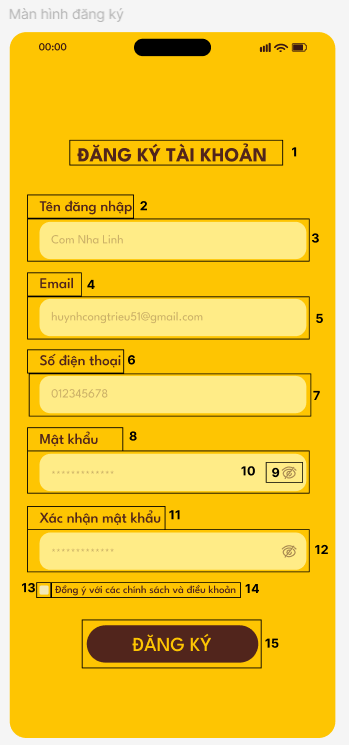 Màn hình đăng ký
00:00
ĐĂNG KÝ TÀI KHOẢN 1
Tên đăng nhập 2
Com Nha Linh 3
Email 4
huynhcongtrieu51@gmail.com 5
Số điện thoại 6
012345678 7
Mật khẩu 8
************* 10 9
Xác nhận mật khẩu 11
************* 12
13 Đồng ý với các chính sách và điều khoản 14
ĐĂNG KÝ 15